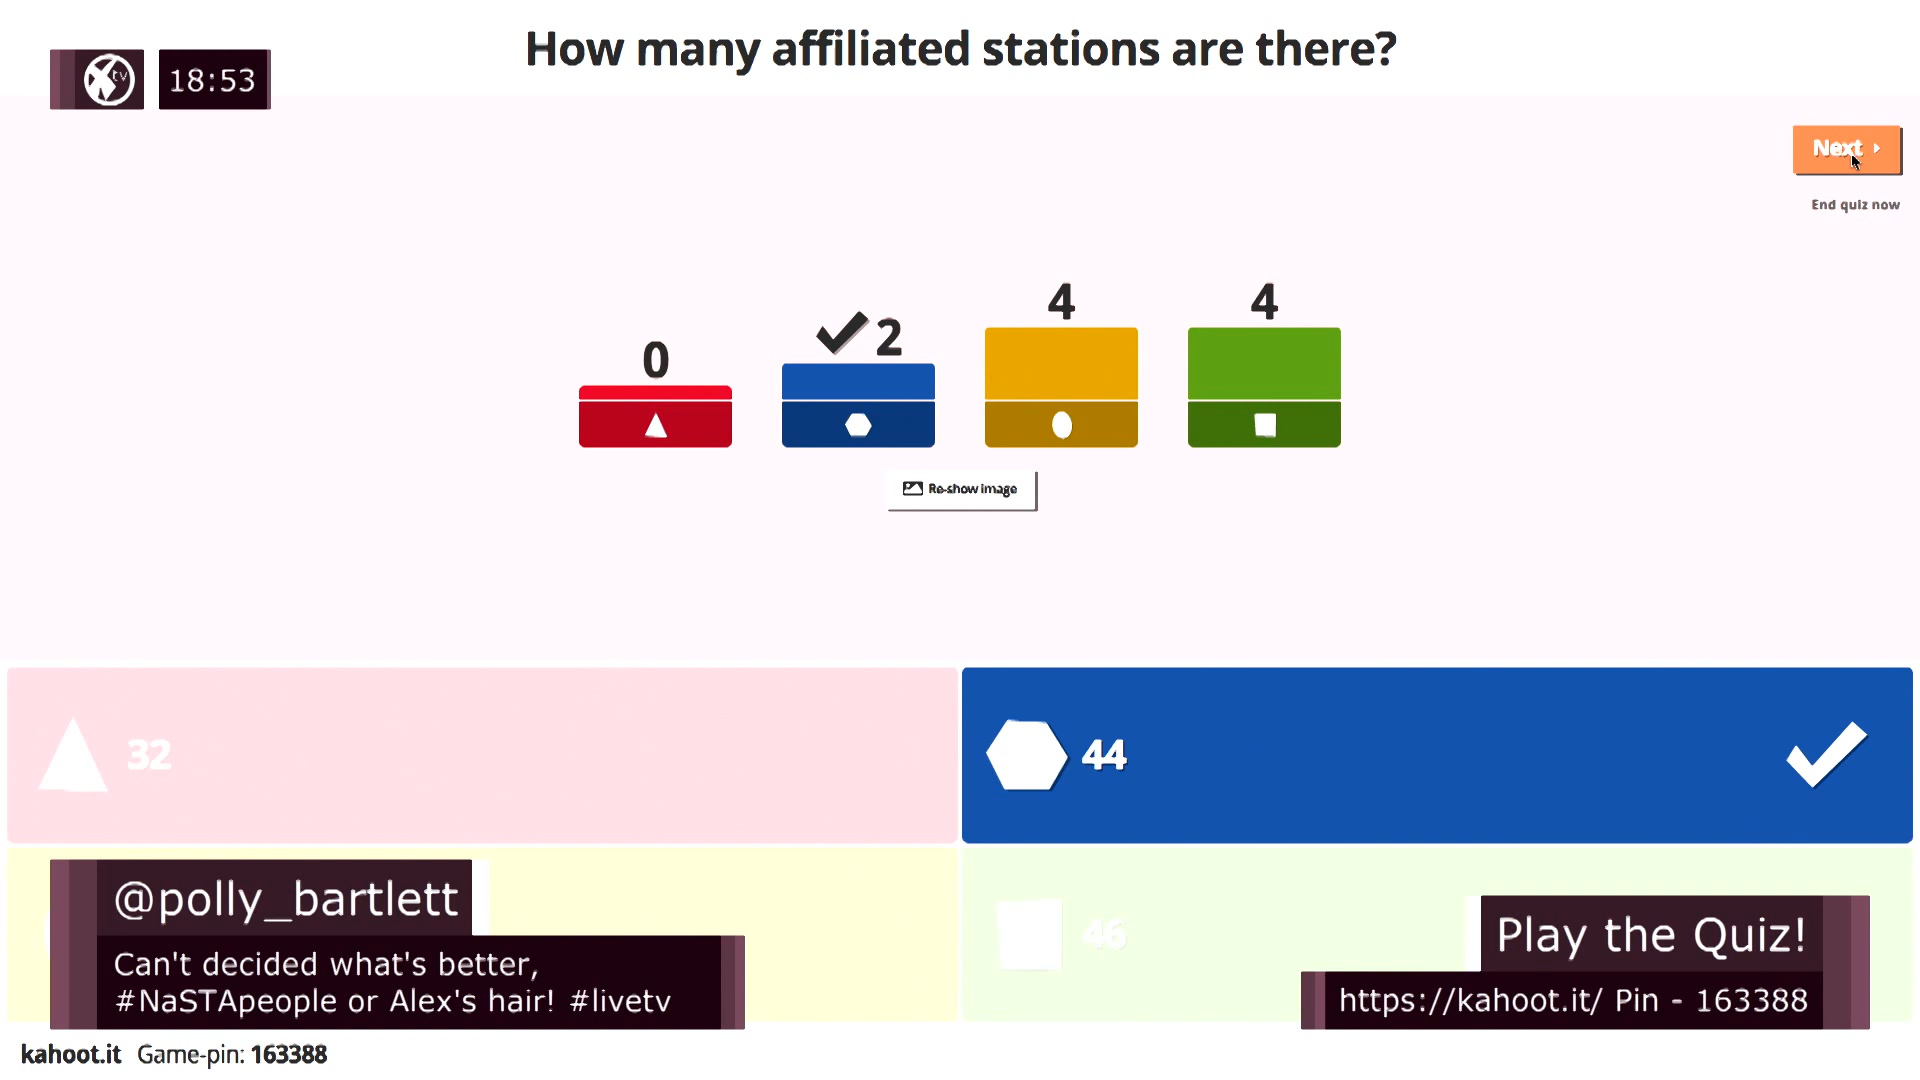 How many affiliated stations are there?
Xtv
18:53
Next
End quiz now
0
2
4
4
Re-show image
32
44
46
@polly_bartlett
Can't decided what's better,
#NaSTApeople or Alex's hair! #livetv
Play the Quiz!
https://kahoot.it/ Pin - 163388
kahoot.it Game-pin: 163388